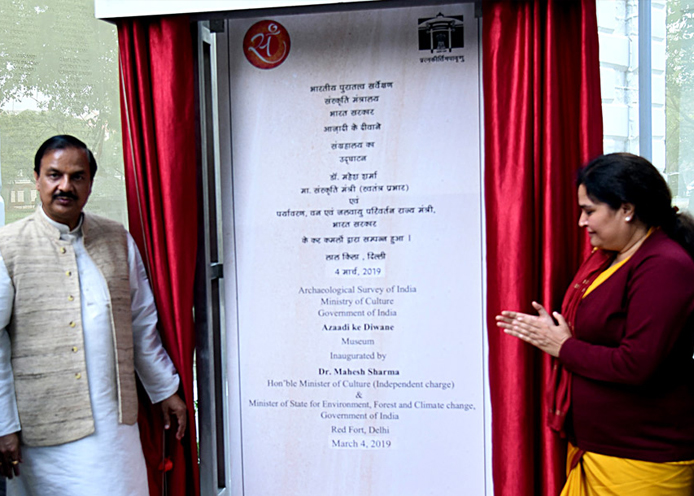 सं
प्रत्नकीर्तिमपावृणु
भारतीय पुरातत्त्व सर्वेक्षण
संस्कृति मंत्रालय
भारत सरकार
आज़ादी के दीवाने
संग्रहालय का
उद्घाटन
डॉ. महेश शर्मा
मा. संस्कृति मंत्री (स्वतंत्र प्रभार)
एवं
पर्यावरण, वन एवं जलवायु परिवर्तन राज्य मंत्री,
भारत सरकार
के कर कमलों द्वारा सम्पन्न हुआ ।
लाल किला , दिल्ली
4 मार्च, 2019
Archaeological Survey of India
Ministry of Culture
Government of India
Azaadi ke Diwane
Museum
Inaugurated by
Dr. Mahesh Sharma
Hon'ble Minister of Culture (Independent charge)
&
Minister of State for Environment, Forest and Climate change,
Government of India
Red Fort, Delhi
March 4, 2019